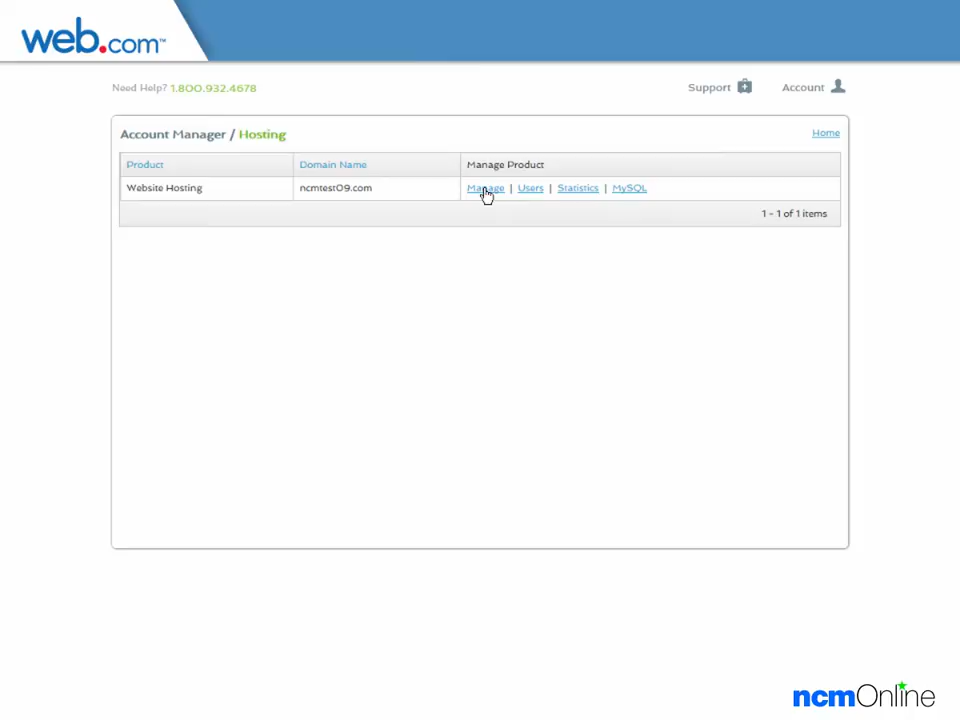 web.com™
Need Help? 1.800.932.4678
Support
Account
Account Manager / Hosting
Home
Product
Domain Name
Manage Product
Website Hosting
ncmtest09.com
Manage | Users | Statistics | MySQL
1 - 1 of 1 items
ncmOnline